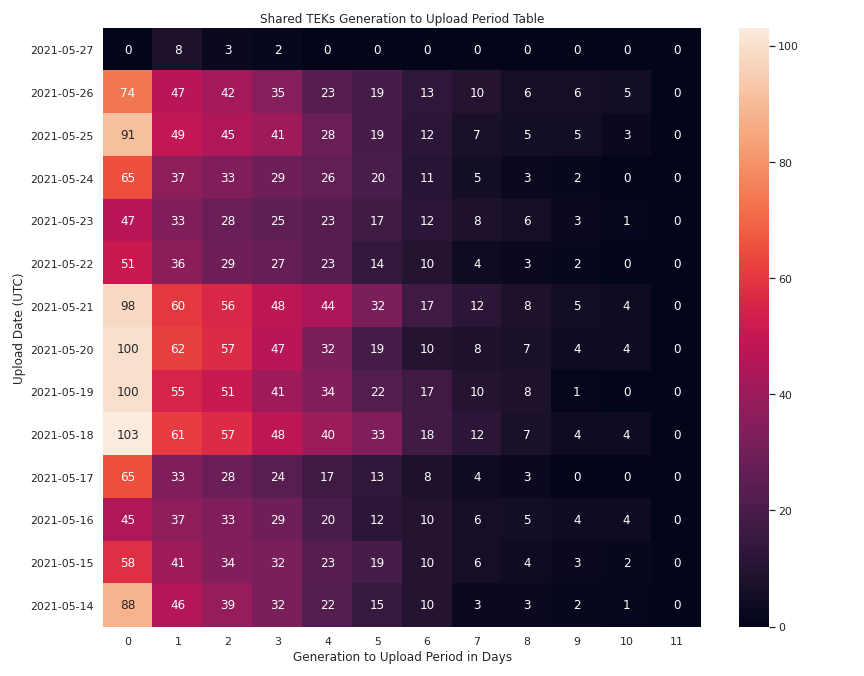 Shared TEKs Generation to Upload Period Table
Upload Date (UTC)
2021-05-27 0 8 3 2 0 0 0 0 0 0 0 0
2021-05-26 74 47 42 35 23 19 13 10 6 6 5 0
2021-05-25 91 49 45 41 28 19 12 7 5 5 3 0
2021-05-24 65 37 33 29 26 20 11 5 3 2 0 0
2021-05-23 47 33 28 25 23 17 12 8 6 3 1 0
2021-05-22 51 36 29 27 23 14 10 4 3 2 0 0
2021-05-21 98 60 56 48 44 32 17 12 8 5 4 0
2021-05-20 100 62 57 47 32 19 10 8 7 4 4 0
2021-05-19 100 55 51 41 34 22 17 10 8 1 0 0
2021-05-18 103 61 57 48 40 33 18 12 7 4 4 0
2021-05-17 65 33 28 24 17 13 8 4 3 0 0 0
2021-05-16 45 37 33 29 20 12 10 6 5 4 4 0
2021-05-15 58 41 34 32 23 19 10 6 4 3 2 0
2021-05-14 88 46 39 32 22 15 10 3 3 2 1 0
0 1 2 3 4 5 6 7 8 9 10 11
Generation to Upload Period in Days
100
80
60
40
20
0